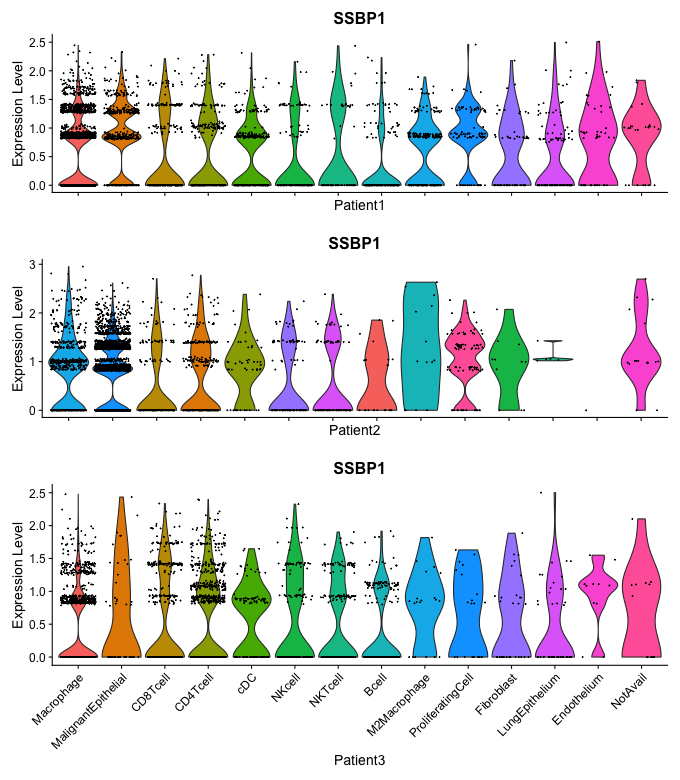 SSBP1
Expression Level
2.5
2.0
1.5
1.0
0.5
0.0
Patient1
SSBP1
Expression Level
3
2
1
0
Patient2
SSBP1
Expression Level
2.5
2.0
1.5
1.0
0.5
0.0
Macrophage
MalignantEpithelial
CD8Tcell
CD4Tcell
cDC
NKcell
NKTcell
Bcell
M2Macrophage
ProliferatingCell
Fibroblast
LungEpithelium
Endothelium
NotAvail
Patient3